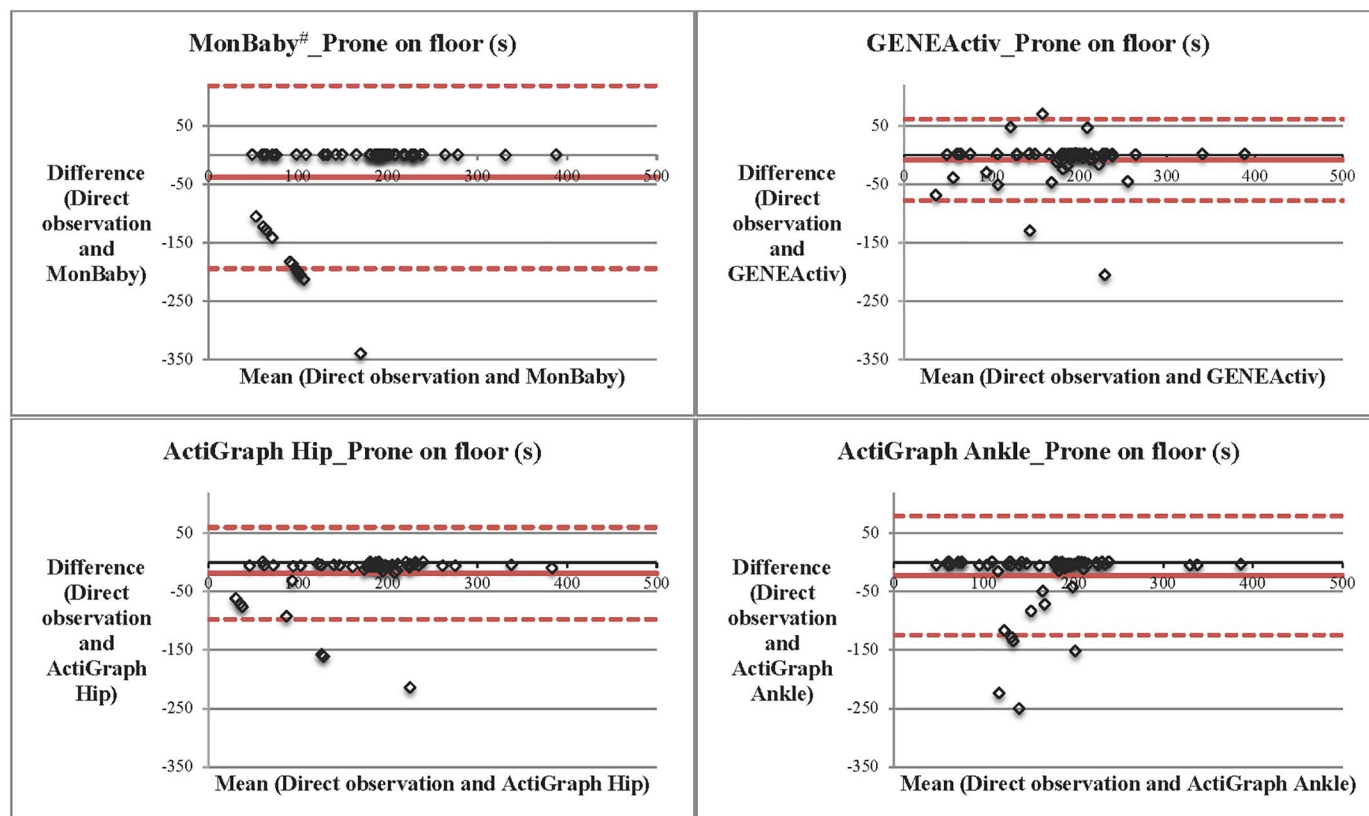 MonBaby#_Prone on floor (s)
50
0 100 200 300 400 500
-50
-150
-250
-350
Difference
(Direct
observation
and
MonBaby)
Mean (Direct observation and MonBaby)
GENEActiv_Prone on floor (s)
50
0 100 200 300 400 500
-50
-150
-250
-350
Difference
(Direct
observation
and
GENEActiv)
Mean (Direct observation and GENEActiv)
ActiGraph Hip_Prone on floor (s)
50
0 100 200 300 400 500
-50
-150
-250
-350
Difference
(Direct
observation
and
ActiGraph
Hip)
Mean (Direct observation and ActiGraph Hip)
ActiGraph Ankle_Prone on floor (s)
50
0 100 200 300 400 500
-50
-150
-250
-350
Difference
(Direct
observation
and
ActiGraph
Ankle)
Mean (Direct observation and ActiGraph Ankle)